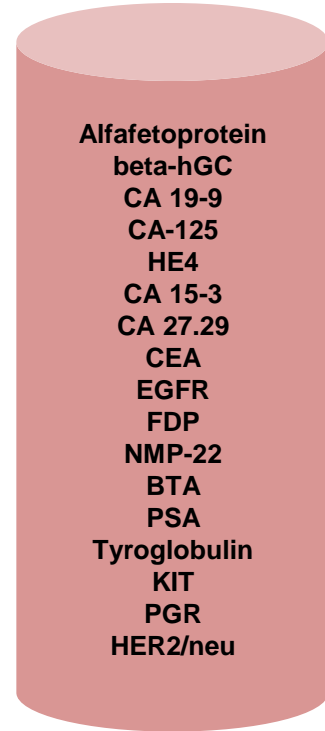 Alfafetoprotein
beta-hGC
CA 19-9
CA-125
HE4
CA 15-3
CA 27.29
CEA
EGFR
FDP
NMP-22
BTA
PSA
Tyroglobulin
KIT
PGR
HER2/neu